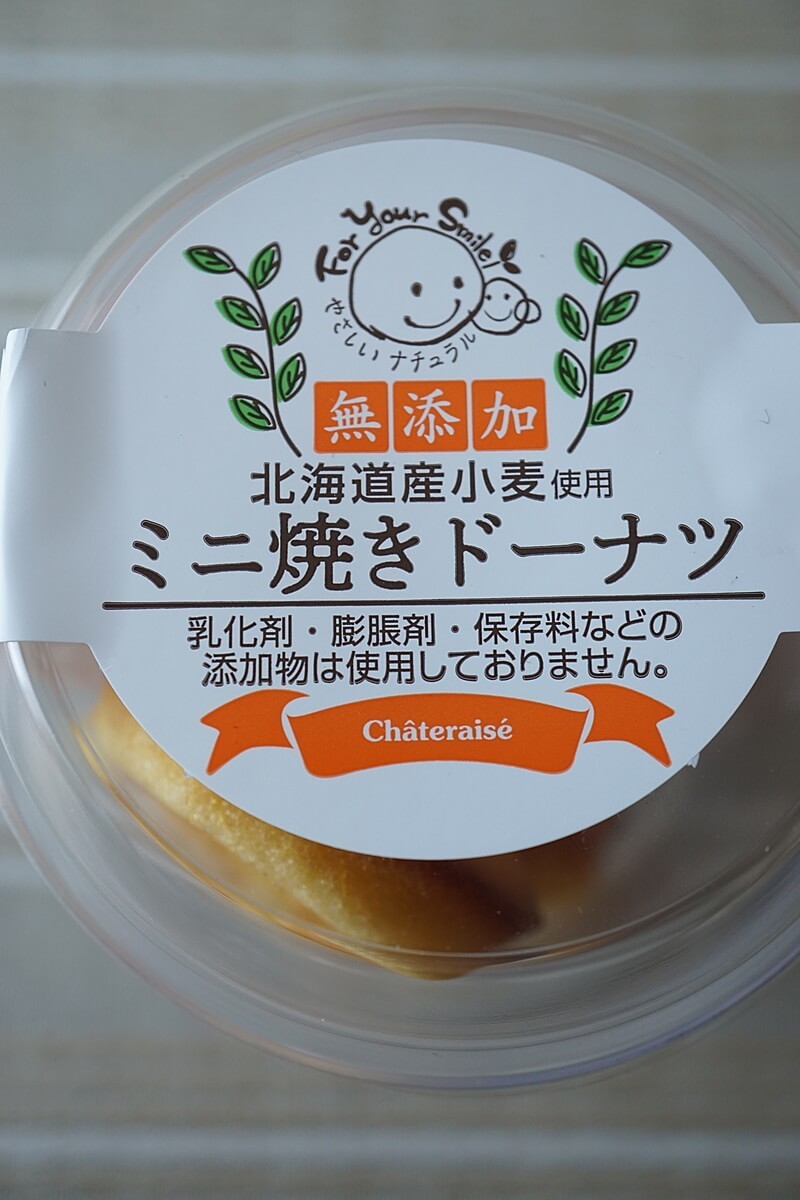 For Your Smile!
やさしい ナチュラル
無添加
北海道産小麦使用
ミニ焼きドーナツ
乳化剤・膨脹剤・保存料などの
添加物は使用しておりません。
Châteraisé